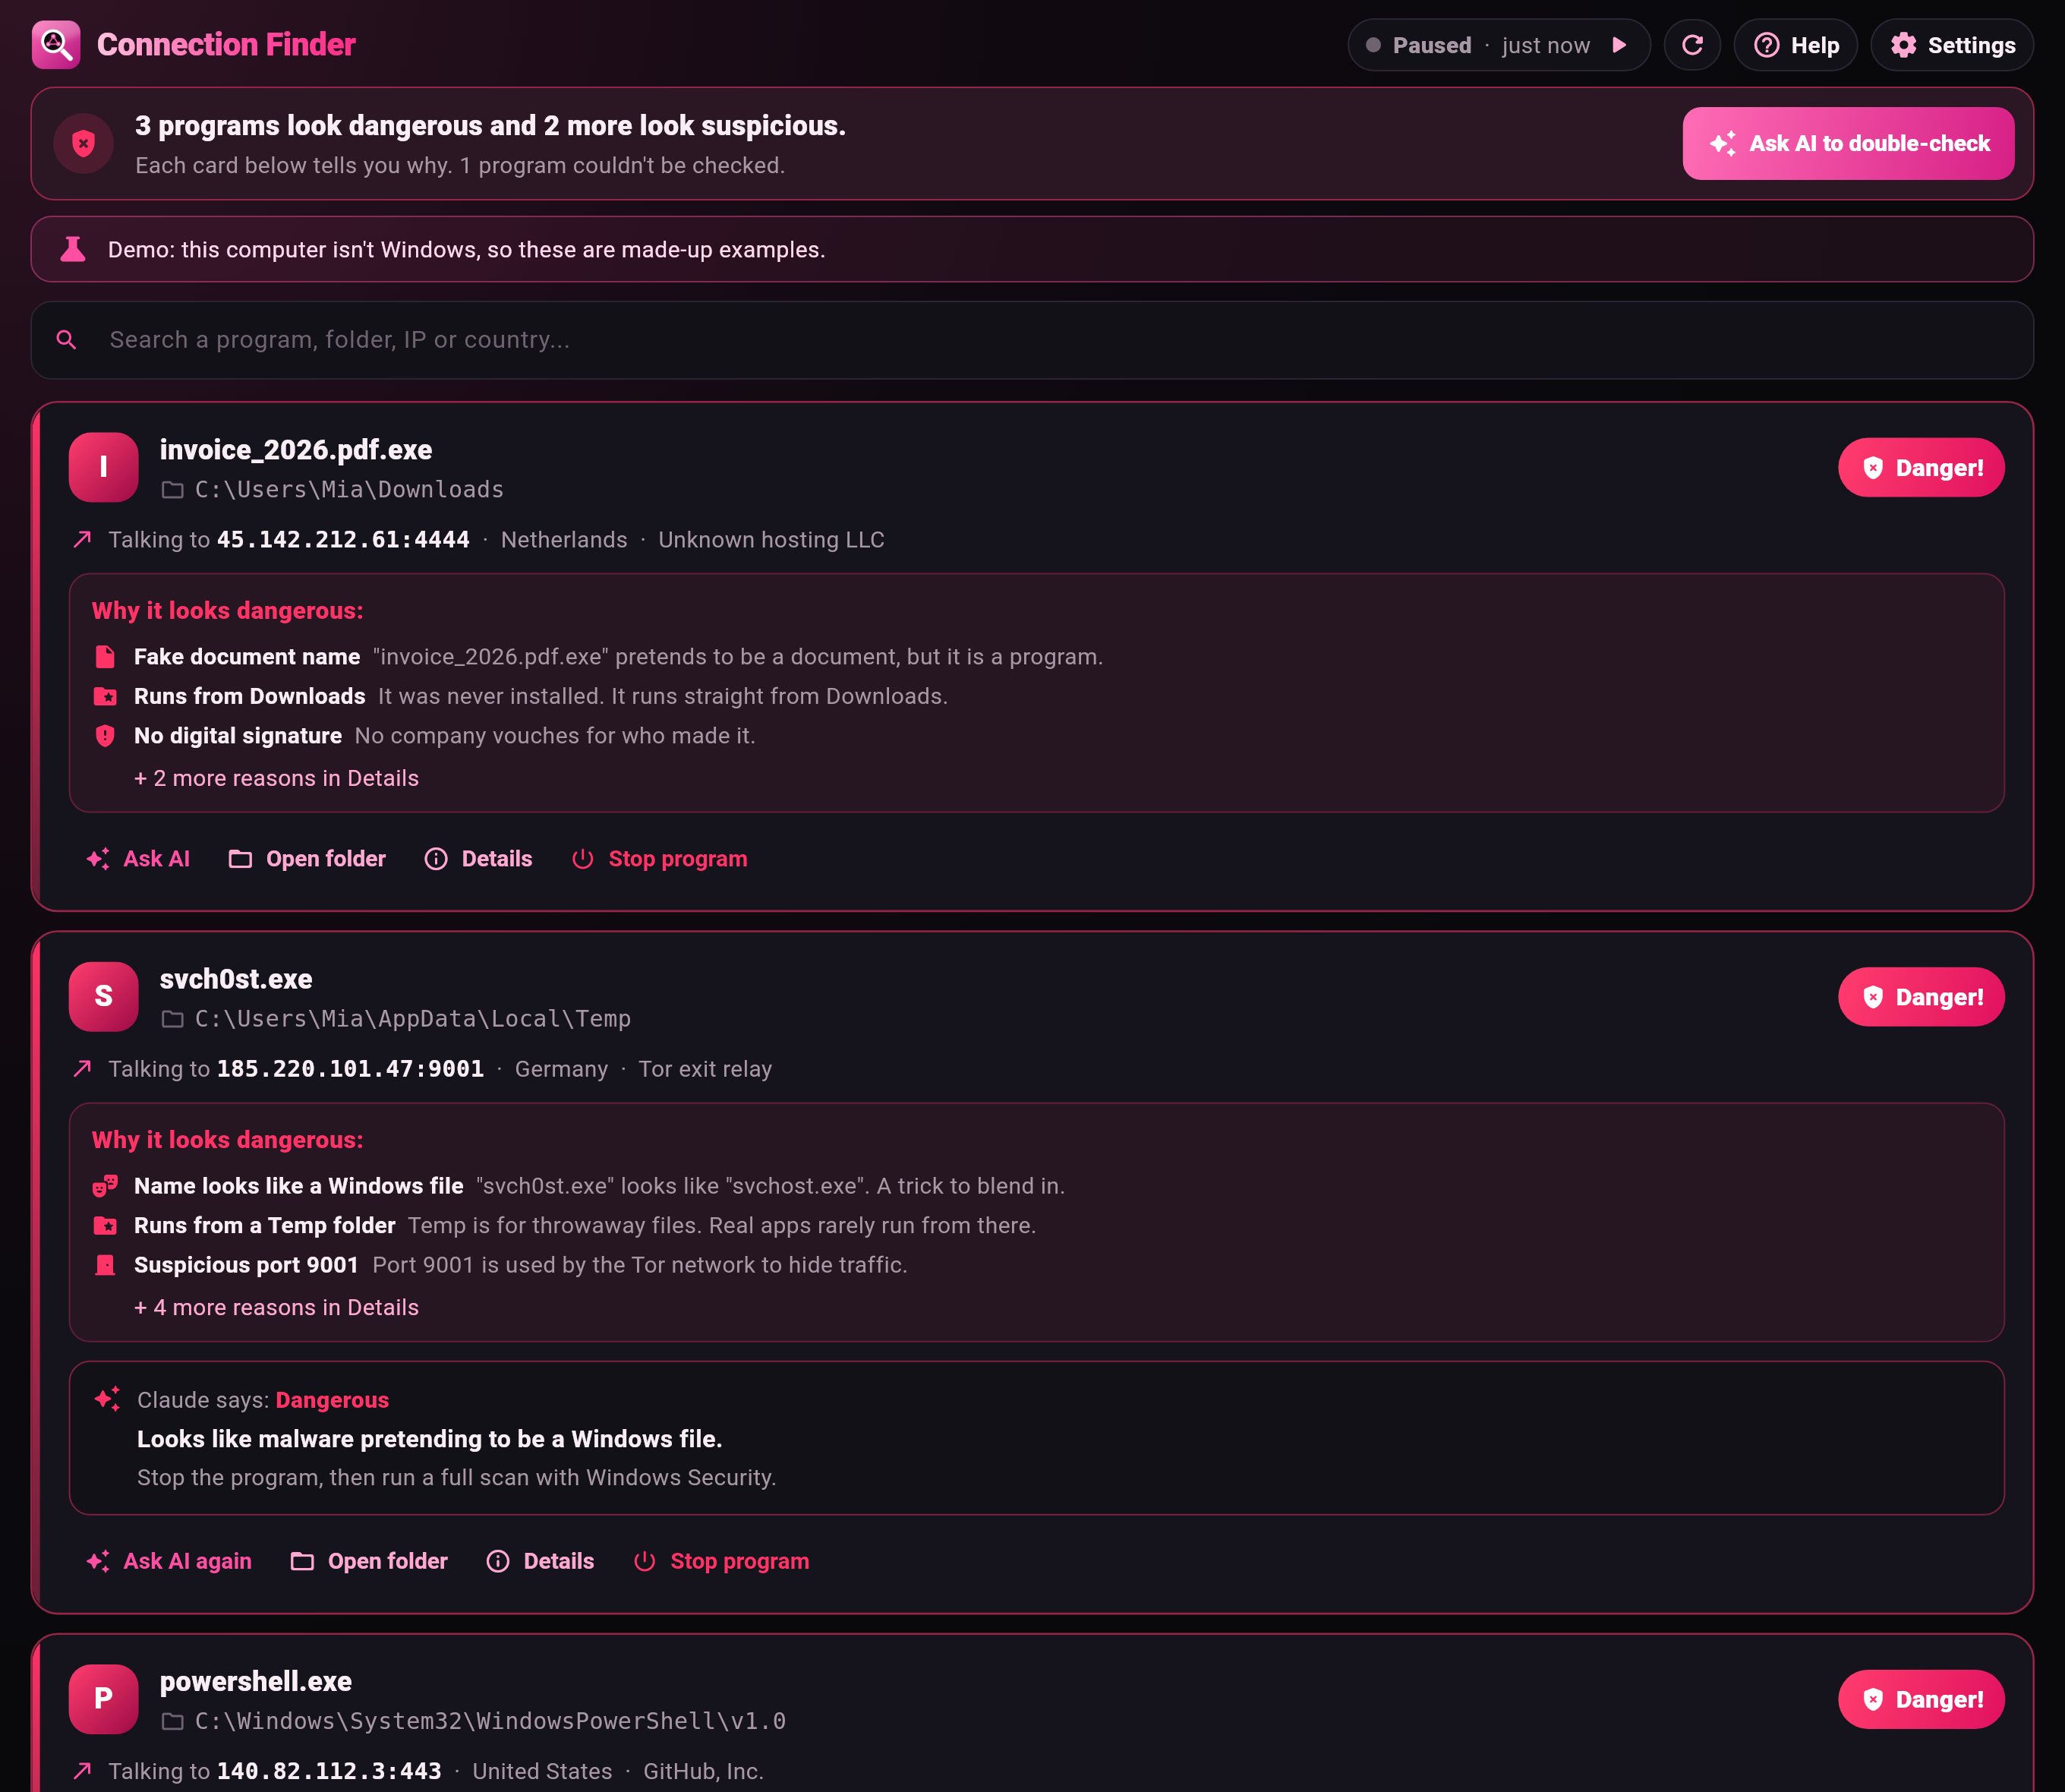 Connection Finder
Paused · just now
Help
Settings
3 programs look dangerous and 2 more look suspicious.
Each card below tells you why. 1 program couldn't be checked.
Ask AI to double-check
Demo: this computer isn't Windows, so these are made-up examples.
Search a program, folder, IP or country...
I
invoice_2026.pdf.exe
C:\Users\Mia\Downloads
Danger!
Talking to 45.142.212.61:4444 · Netherlands · Unknown hosting LLC
Why it looks dangerous:
Fake document name "invoice_2026.pdf.exe" pretends to be a document, but it is a program.
Runs from Downloads It was never installed. It runs straight from Downloads.
No digital signature No company vouches for who made it.
+ 2 more reasons in Details
Ask AI Open folder Details Stop program
S
svch0st.exe
C:\Users\Mia\AppData\Local\Temp
Danger!
Talking to 185.220.101.47:9001 · Germany · Tor exit relay
Why it looks dangerous:
Name looks like a Windows file "svch0st.exe" looks like "svchost.exe". A trick to blend in.
Runs from a Temp folder Temp is for throwaway files. Real apps rarely run from there.
Suspicious port 9001 Port 9001 is used by the Tor network to hide traffic.
+ 4 more reasons in Details
Claude says: Dangerous
Looks like malware pretending to be a Windows file.
Stop the program, then run a full scan with Windows Security.
Ask AI again Open folder Details Stop program
P
powershell.exe
C:\Windows\System32\WindowsPowerShell\v1.0
Danger!
Talking to 140.82.112.3:443 · United States · GitHub, Inc.